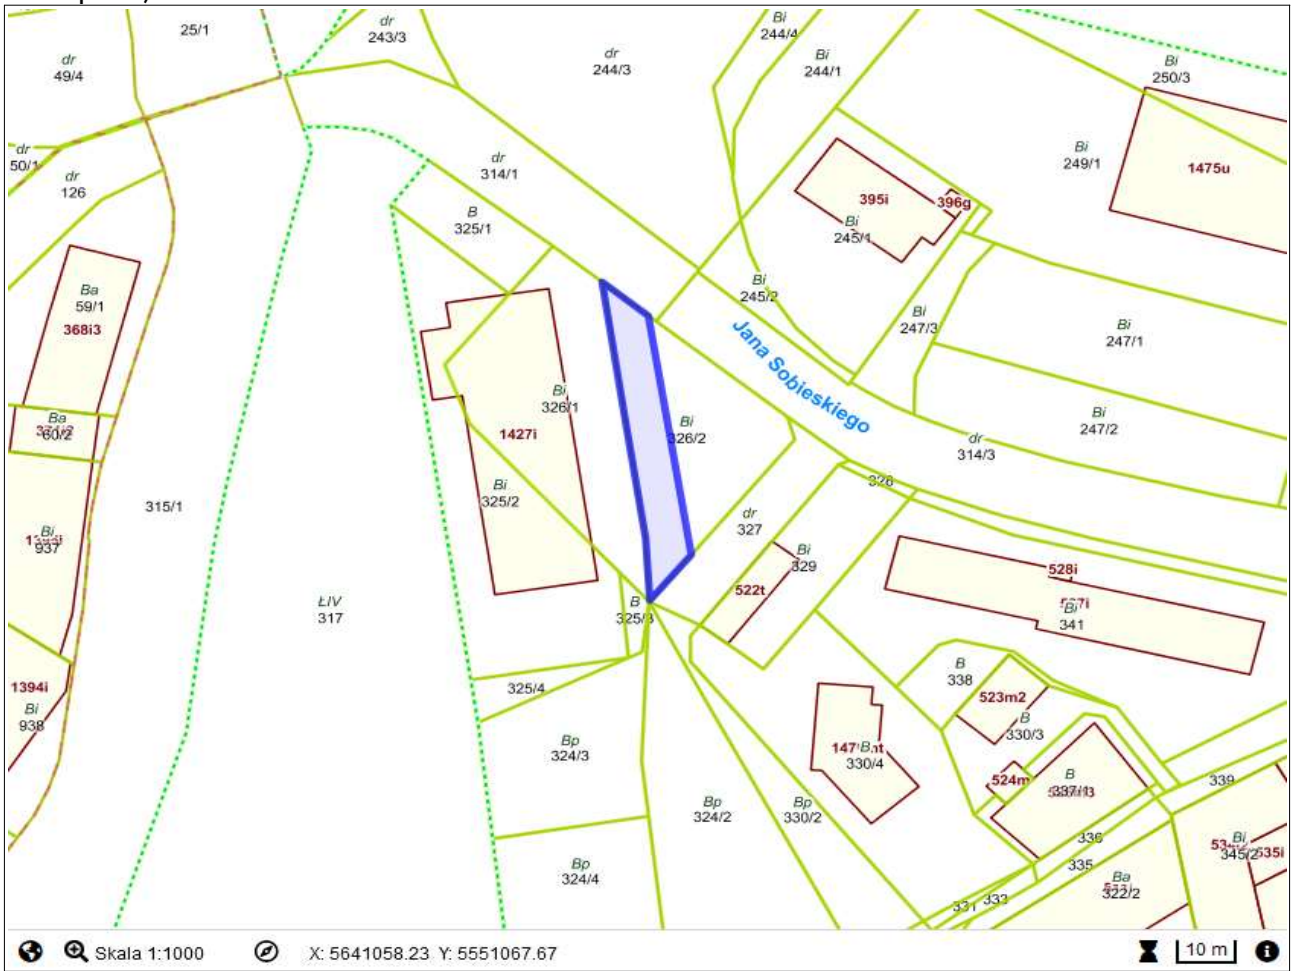 25/1
dr
243/3
dr
244/3
Bi
244/4
Bi
244/1
Bi
250/3
dr
49/4
dr
50/1
dr
126
dr
314/1
Bi
249/1
1475u
395i
396g
Bi
245/1
B
325/1
Bi
245/2
Bi
247/3
Bi
247/1
Ba
59/1
368i3
Jana Sobieskiego
Bi
326/1
Bi
326/2
Bi
247/2
Ba
60/2
1427i
dr
314/3
Bi
325/2
328
315/1
dr
327
Bi
937
Bi
329
528i
522t
Bi
341
ŁIV
317
B
325/3
B
338
1394i
325/4
523m2
Bi
938
B
330/3
Bp
324/3
B
330/4
524m
B
337/1
339
Bp
324/2
Bp
330/2
336
Bi
345/2
535i
335
Bp
324/4
Ba
322/2
331
333
Skala 1:1000
X: 5641058.23 Y: 5551067.67
10 m